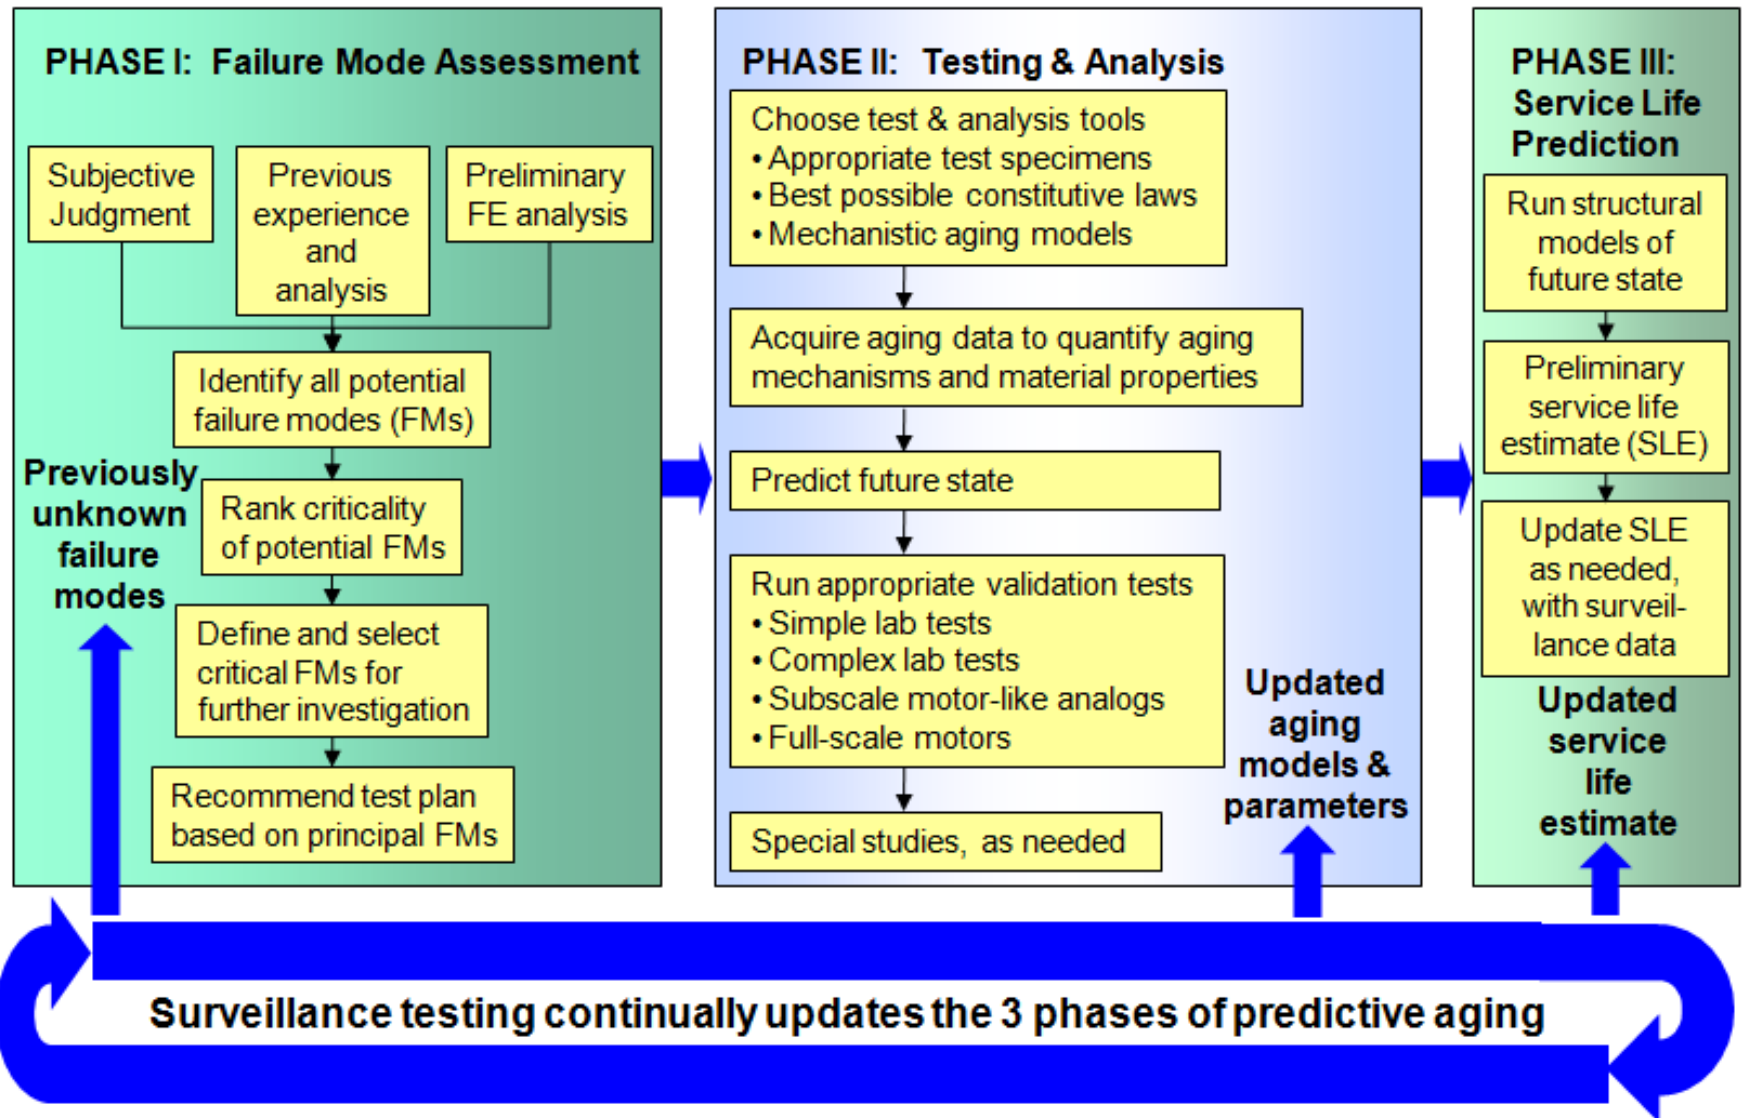 PHASE I: Failure Mode Assessment
Subjective
Judgment
Previous
experience
and
analysis
Preliminary
FE analysis
Identify all potential
failure modes (FMs)
Rank criticality
of potential FMs
Define and select
critical FMs for
further investigation
Recommend test plan
based on principal FMs
Previously
unknown
failure
modes
PHASE II: Testing & Analysis
Choose test & analysis tools
• Appropriate test specimens
• Best possible constitutive laws
• Mechanistic aging models
Acquire aging data to quantify aging
mechanisms and material properties
Predict future state
Run appropriate validation tests
• Simple lab tests
• Complex lab tests
• Subscale motor-like analogs
• Full-scale motors
Special studies, as needed
Updated
aging
models &
parameters
PHASE III:
Service Life
Prediction
Run structural
models of
future state
Preliminary
service life
estimate (SLE)
Update SLE
as needed,
with surveil-
lance data
Updated
service
life
estimate
Surveillance testing continually updates the 3 phases of predictive aging